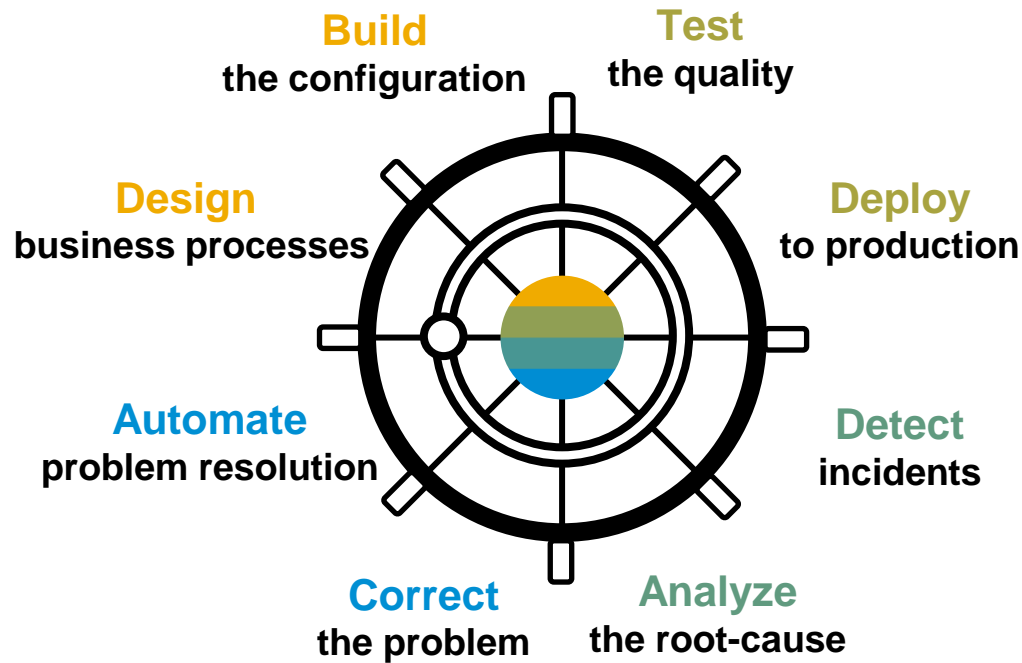 Build
the configuration
Test
the quality
Design
business processes
Deploy
to production
Automate
problem resolution
Detect
incidents
Correct
the problem
Analyze
the root-cause